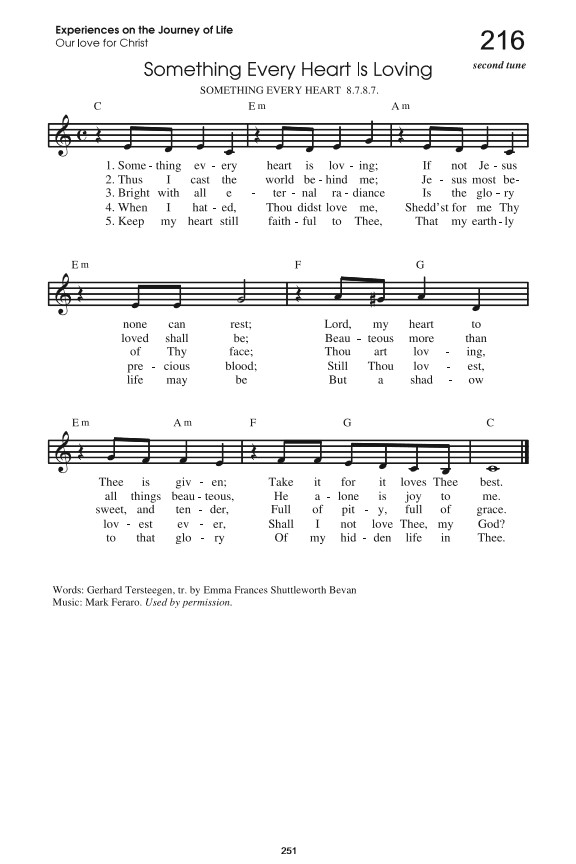 Experiences on the Journey of Life
Our love for Christ
216
second tune
Something Every Heart Is Loving
SOMETHING EVERY HEART 8.7.8.7.
C Em Am
1. Some - thing ev - ery heart is lov - ing; If not Je - sus
2. Thus I cast the world be - hind me; Je - sus most be-
3. Bright with all e - ter - nal ra - diance Is the glo - ry
4. When I hat - ed, Thou didst love me, Shedd'st for me Thy
5. Keep my heart still faith - ful to Thee, That my earth - ly
Em F G
none can rest; Lord, my heart to
loved shall be; Beau - teous more than
of Thy face; Thou art lov - ing,
pre - cious blood; Still Thou lov - est,
life may be But a shad - ow
Em Am F G C
Thee is giv - en; Take it for it loves Thee best.
all things beau - teous, He a - lone is joy to me.
sweet, and ten - der, Full of pit - y, full of grace.
lov - est ev - er, Shall I not love Thee, my God?
to that glo - ry Of my hid - den life in Thee.
Words: Gerhard Tersteegen, tr. by Emma Frances Shuttleworth Bevan
Music: Mark Feraro. Used by permission.
251